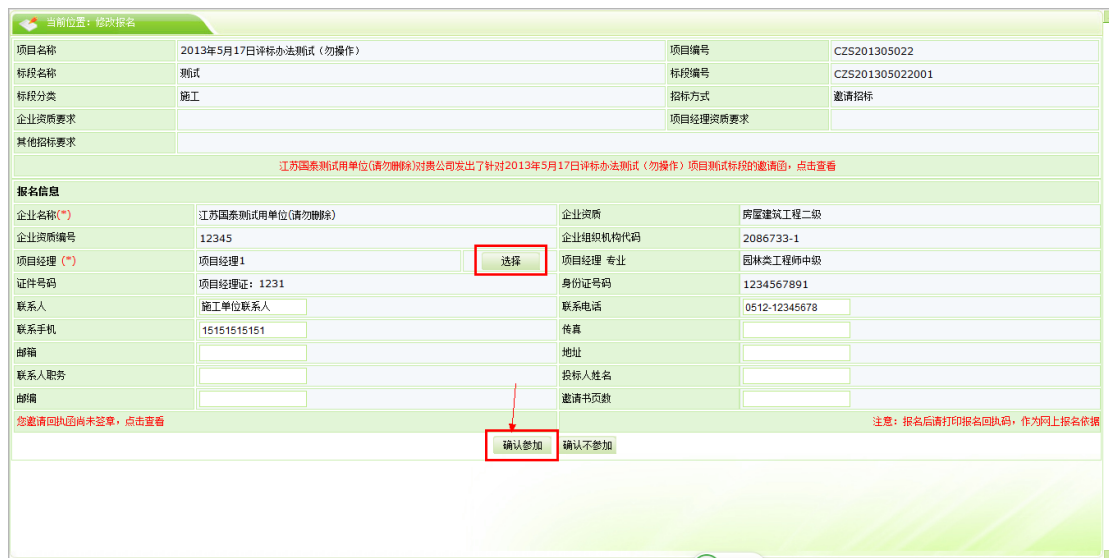 当前位置：修改报名
项目名称 2013年5月17日评标办法测试（勿操作） 项目编号 CZS201305022
标段名称 测试 标段编号 CZS201305022001
标段分类 施工 招标方式 邀请招标
企业资质要求 项目经理资质要求
其他招标要求
江苏国泰测试用单位(请勿删除)对贵公司发出了针对2013年5月17日评标办法测试（勿操作）项目测试标段的邀请函，点击查看
报名信息
企业名称(*) 江苏国泰测试用单位(请勿删除) 企业资质 房屋建筑工程二级
企业资质编号 12345 企业组织机构代码 2086733-1
项目经理 (*) 项目经理1 选择 项目经理 专业 园林类工程师中级
证件号码 项目经理证：1231 身份证号码 1234567891
联系人 施工单位联系人 联系电话 0512-12345678
联系手机 15151515151 传真
邮箱 地址
联系人职务 投标人姓名
邮编 邀请书页数
您邀请回执函尚未签章，点击查看 注意：报名后请打印报名回执码，作为网上报名依据
确认参加 确认不参加